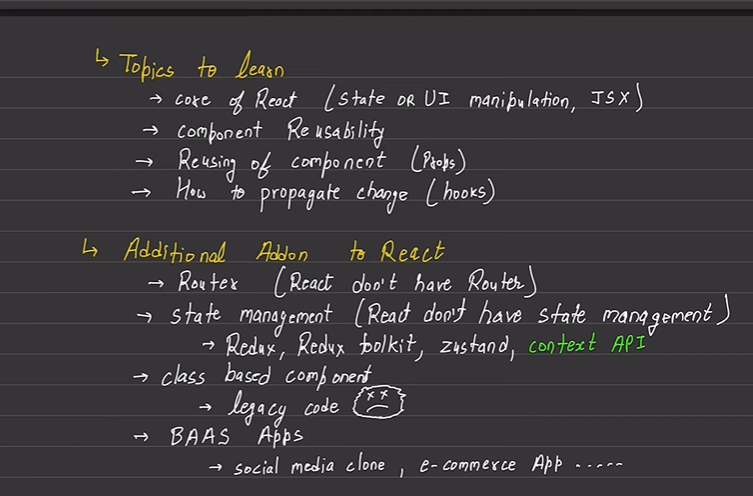 ↳ Topics to learn
→ core of React (state OR UI manipulation, JSX)
→ component Reusability
→ Reusing of component (Props)
→ How to propagate change (hooks)
↳ Additional Addon to React
→ Router (React don't have Router)
→ state management (React don't have state management)
→ Redux, Redux toolkit, zustand, context API
→ class based component
→ legacy code
→ BAAS Apps
→ social media clone, e-commerce App .....